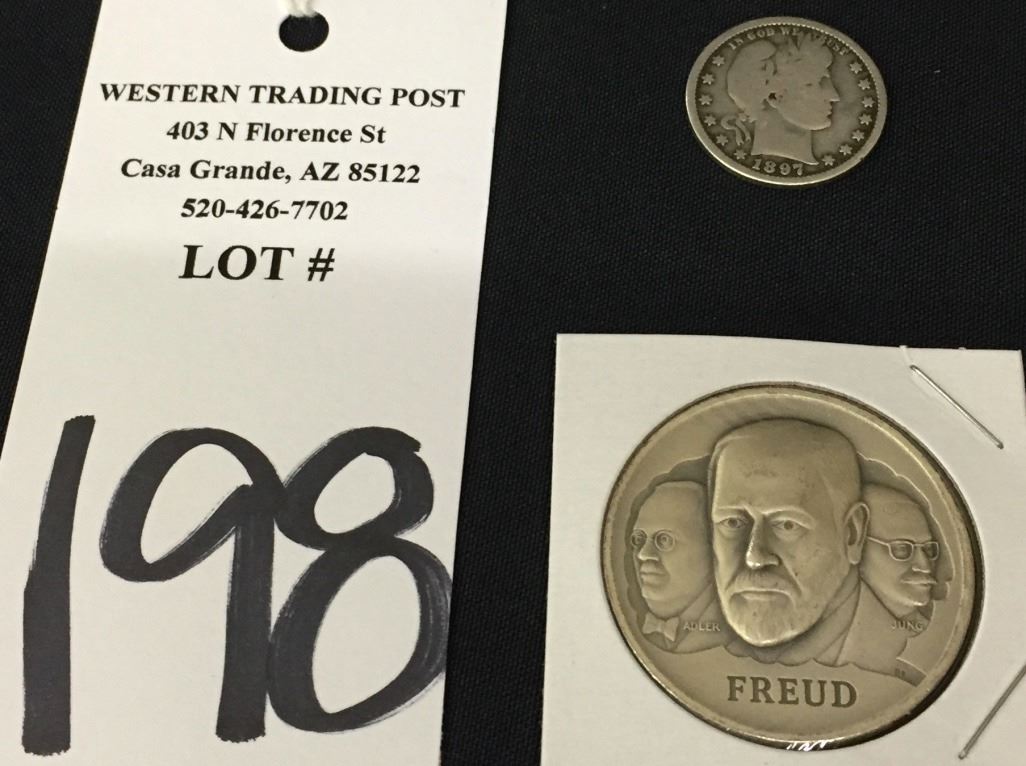 WESTERN TRADING POST
403 N Florence St
Casa Grande, AZ 85122
520-426-7702
LOT #
198
IN GOD WE TRUST
1897
ADLER
JUNG
FREUD